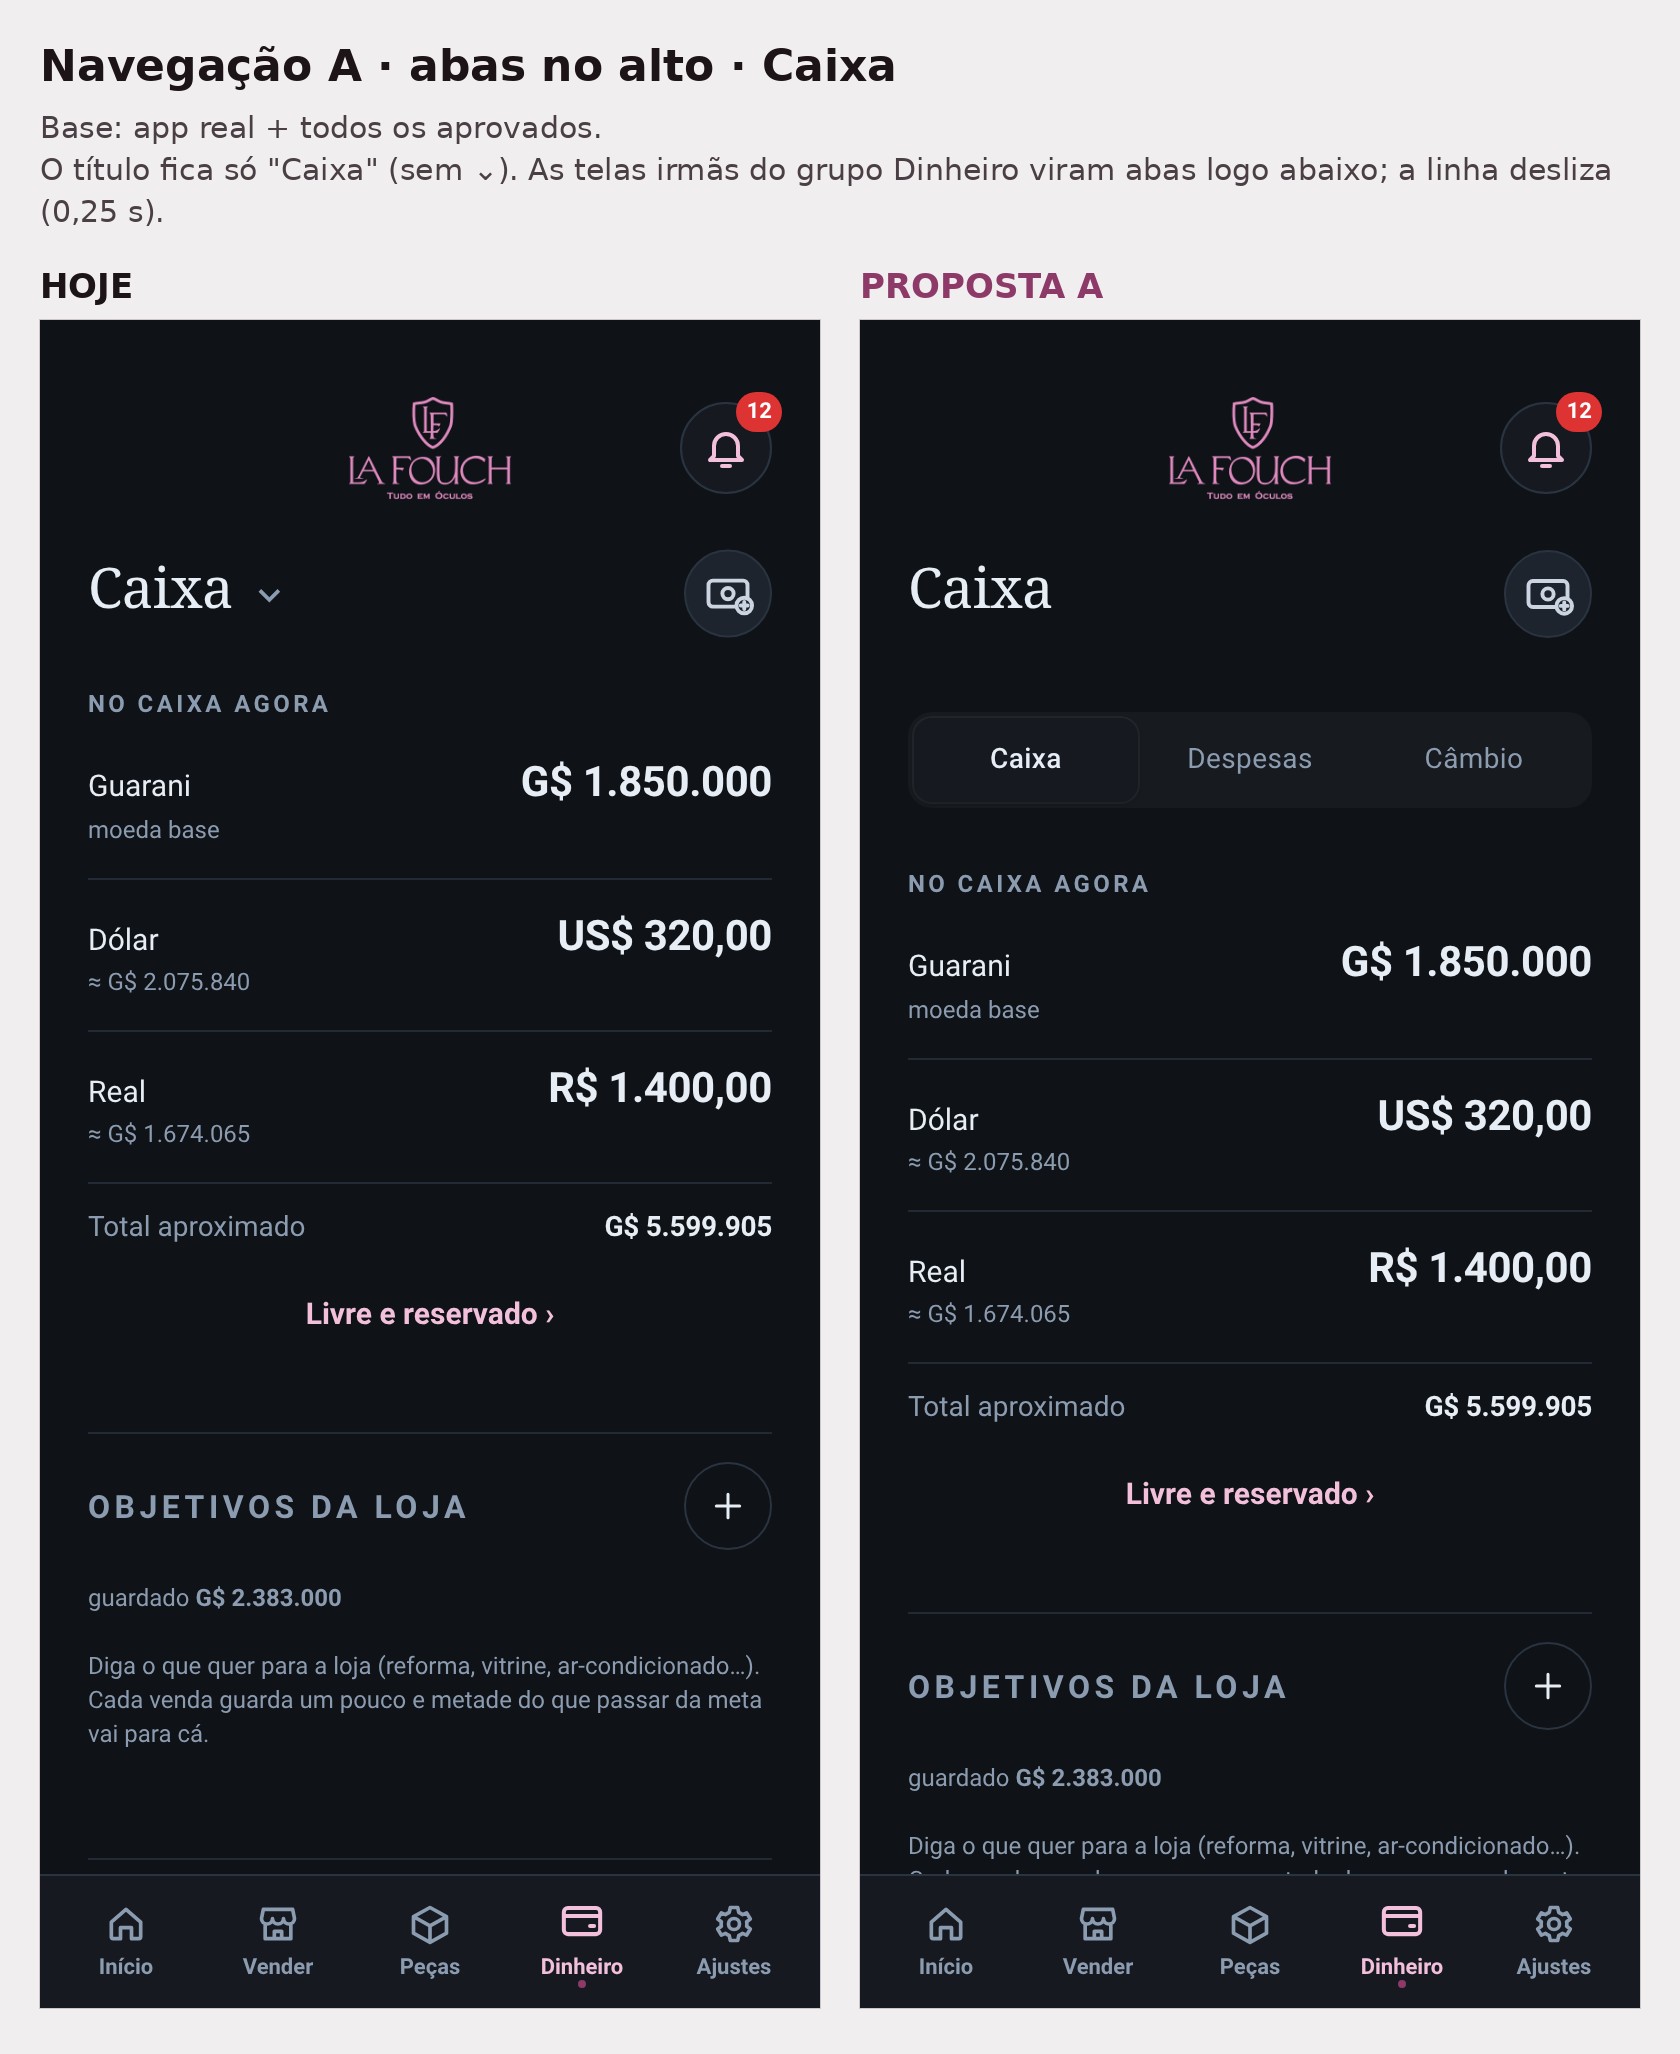 Navegação A · abas no alto · Caixa
Base: app real + todos os aprovados.
O título fica só "Caixa" (sem ⌄). As telas irmãs do grupo Dinheiro viram abas logo abaixo; a linha desliza
(0,25 s).
HOJE
LF
LA FOUCH
TUDO EM ÓCULOS
12
Caixa
NO CAIXA AGORA
Guarani
G$ 1.850.000
moeda base
Dólar
US$ 320,00
≈ G$ 2.075.840
Real
R$ 1.400,00
≈ G$ 1.674.065
Total aproximado
G$ 5.599.905
Livre e reservado ›
OBJETIVOS DA LOJA
guardado G$ 2.383.000
Diga o que quer para a loja (reforma, vitrine, ar-condicionado…).
Cada venda guarda um pouco e metade do que passar da meta
vai para cá.
Início
Vender
Peças
Dinheiro
Ajustes
PROPOSTA A
LF
LA FOUCH
TUDO EM ÓCULOS
12
Caixa
Caixa
Despesas
Câmbio
NO CAIXA AGORA
Guarani
G$ 1.850.000
moeda base
Dólar
US$ 320,00
≈ G$ 2.075.840
Real
R$ 1.400,00
≈ G$ 1.674.065
Total aproximado
G$ 5.599.905
Livre e reservado ›
OBJETIVOS DA LOJA
guardado G$ 2.383.000
Diga o que quer para a loja (reforma, vitrine, ar-condicionado…).
Início
Vender
Peças
Dinheiro
Ajustes